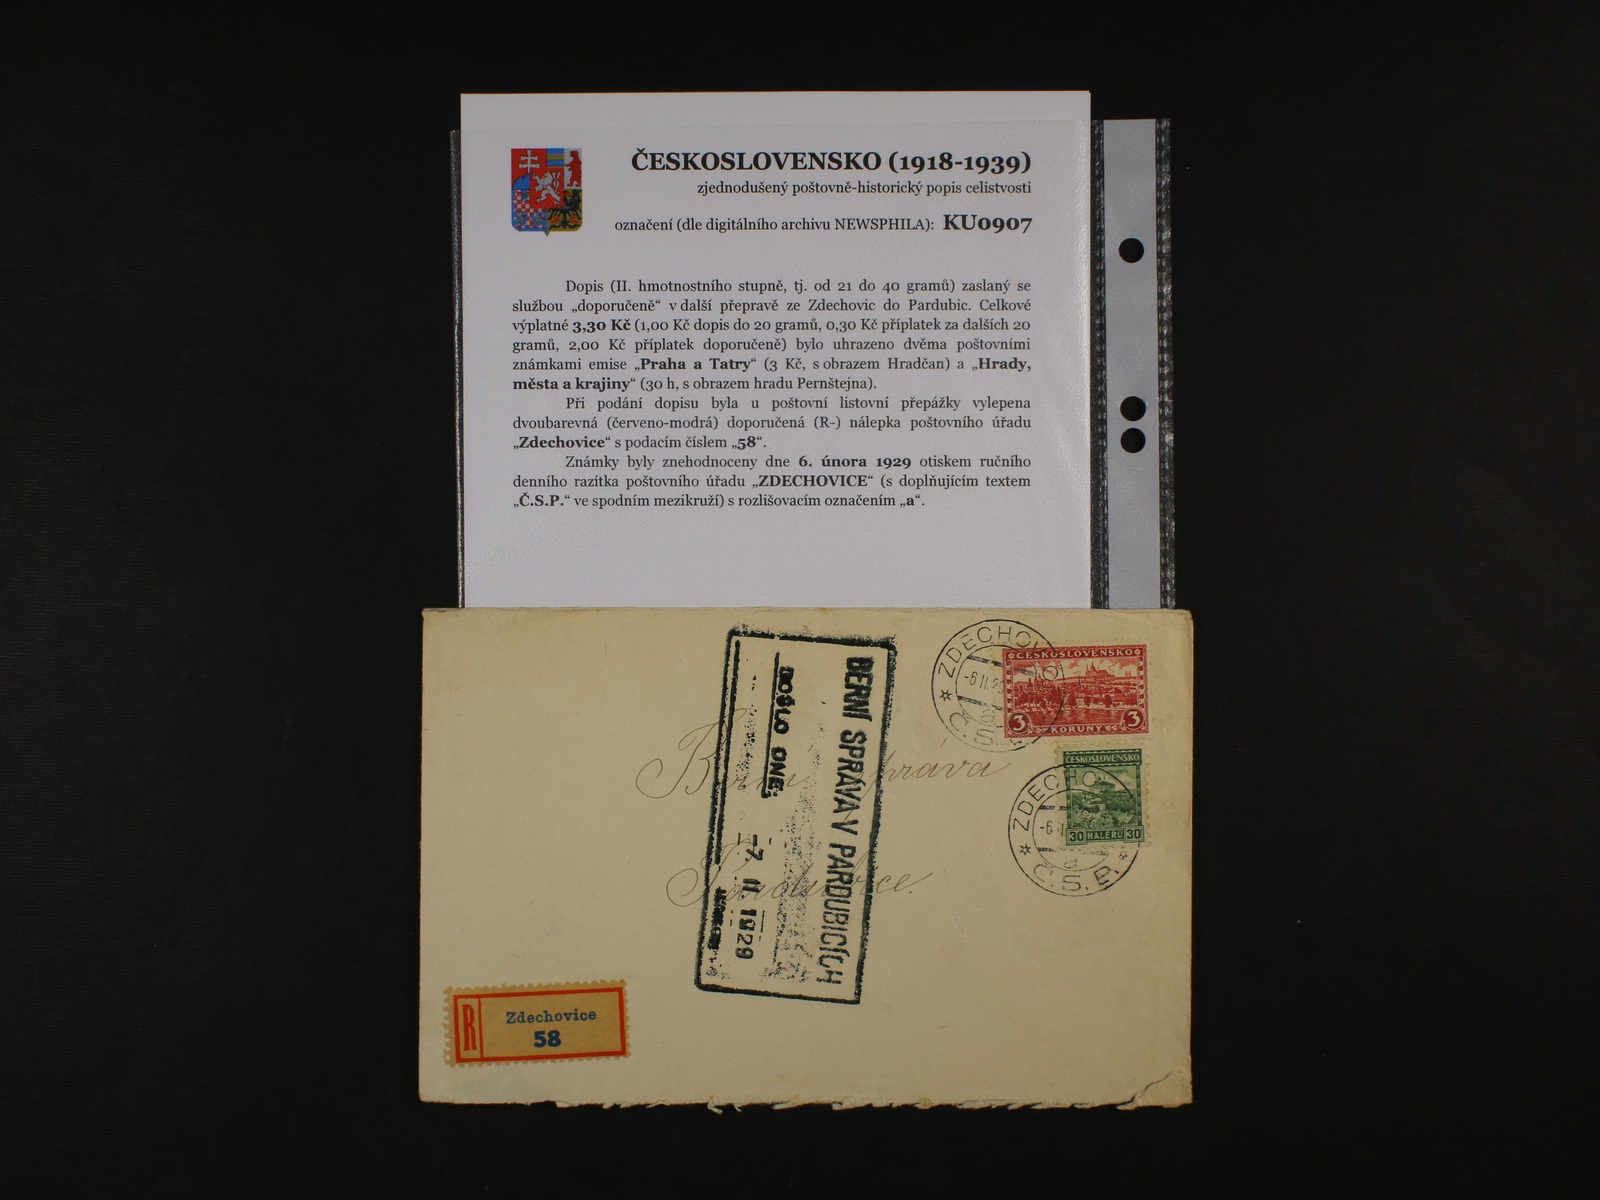 ČESKOSLOVENSKO (1918-1939)
zjednodušený poštovně-historický popis celistvosti
označení (dle digitálního archivu NEWSPHILA): KU0907
Dopis (II. hmotnostního stupně, tj. od 21 do 40 gramů) zaslaný se
službou „doporučeně“ v další přepravě ze Zdechovic do Pardubic. Celkové
výplatné 3,30 Kč (1,00 Kč dopis do 20 gramů, 0,30 Kč příplatek za dalších 20
gramů, 2,00 Kč příplatek doporučeně) bylo uhrazeno dvěma poštovními
známkami emise „Praha a Tatry“ (3 Kč, s obrazem Hradčan) a „Hrady,
města a krajiny“ (30 h, s obrazem hradu Pernštejna).
Při podání dopisu byla u poštovní listovní přepážky vylepena
dvoubarevná (červeno-modrá) doporučená (R-) nálepka poštovního úřadu
„Zdechovice“ s podacím číslem „58“.
Známky byly znehodnoceny dne 6. února 1929 otiskem ručního
denního razítka poštovního úřadu „ZDECHOVICE“ (s doplňujícím textem
„Č.S.P.“ ve spodním mezikruží) s rozlišovacím označením „a“.
ČESKOSLOVENSKO
3 KORUNY 3
-6 II 29
Č.S.
ČESKOSLOVENSKO
30 HALÉŘŮ 30
Č.S.P.
a
Berní správa
Pardubice.
BERNÍ SPRÁVA V PARDUBICÍCH
DOŠLO DNE:
-7 II. 1929
R
Zdechovice
58